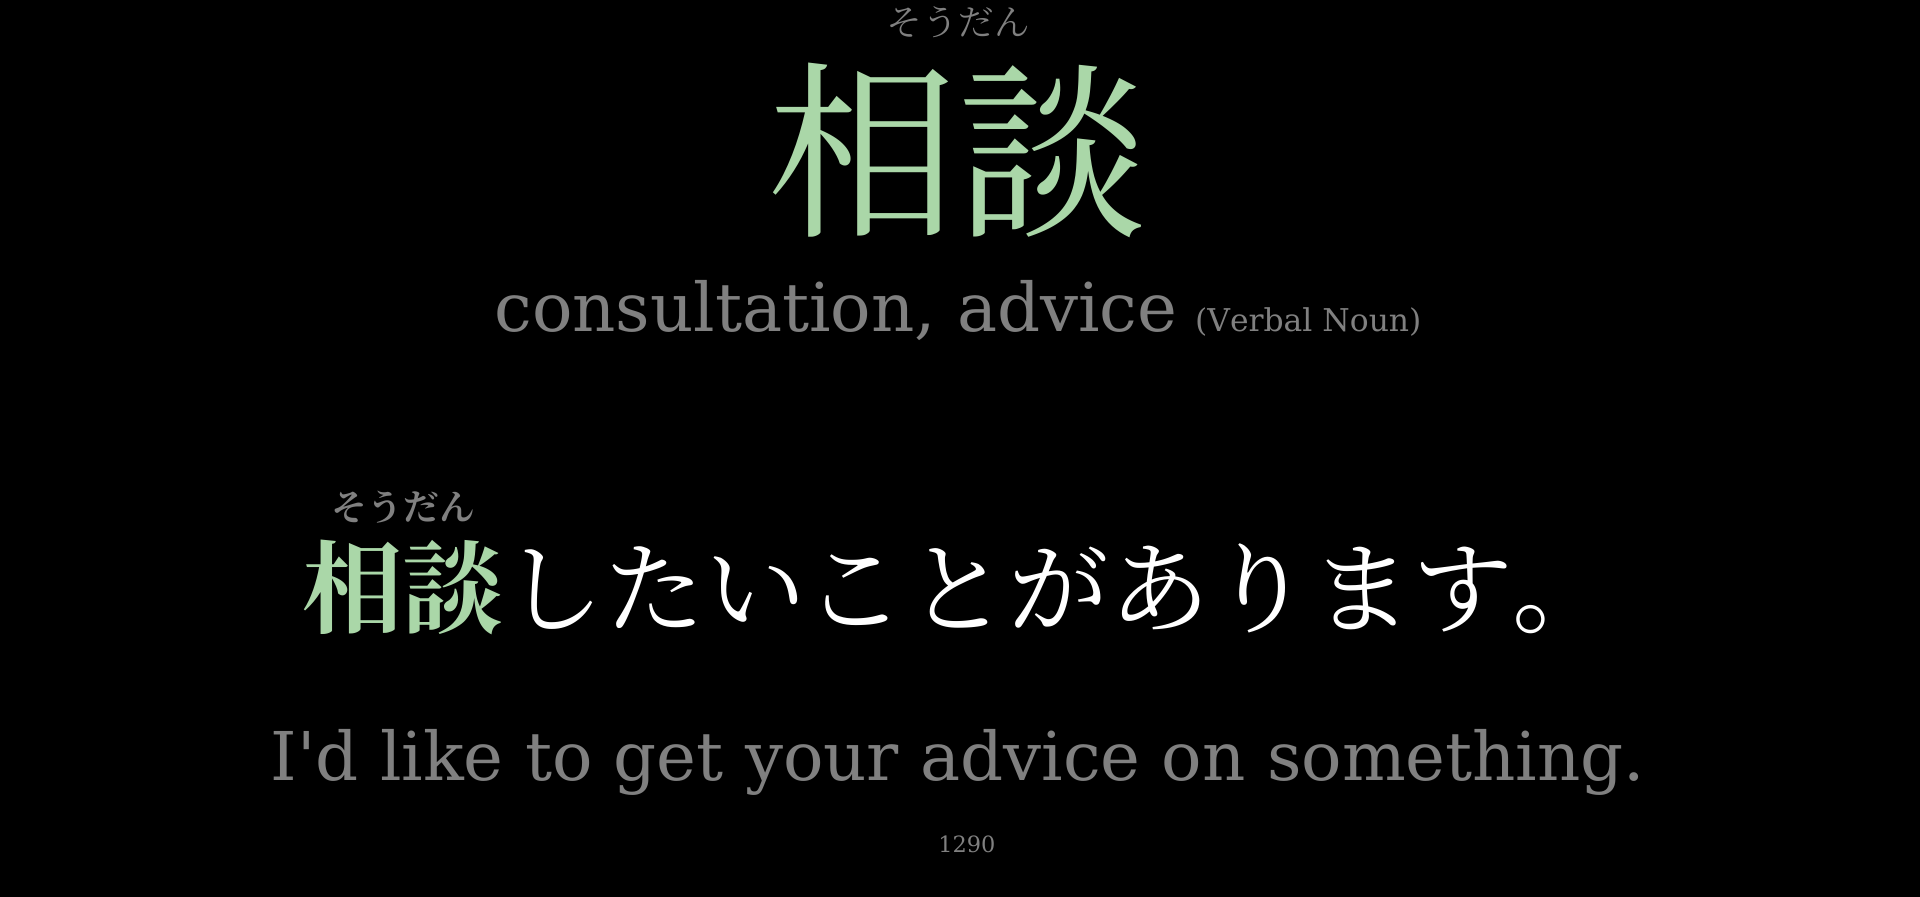 そうだん
相談
consultation, advice (Verbal Noun)
そうだん
相談したいことがあります。
I'd like to get your advice on something.
1290